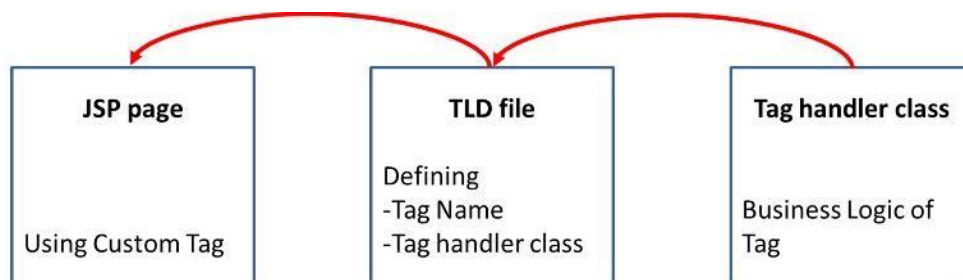 JSP page
Using Custom Tag
TLD file
Defining
-Tag Name
-Tag handler class
Tag handler class
Business Logic of
Tag